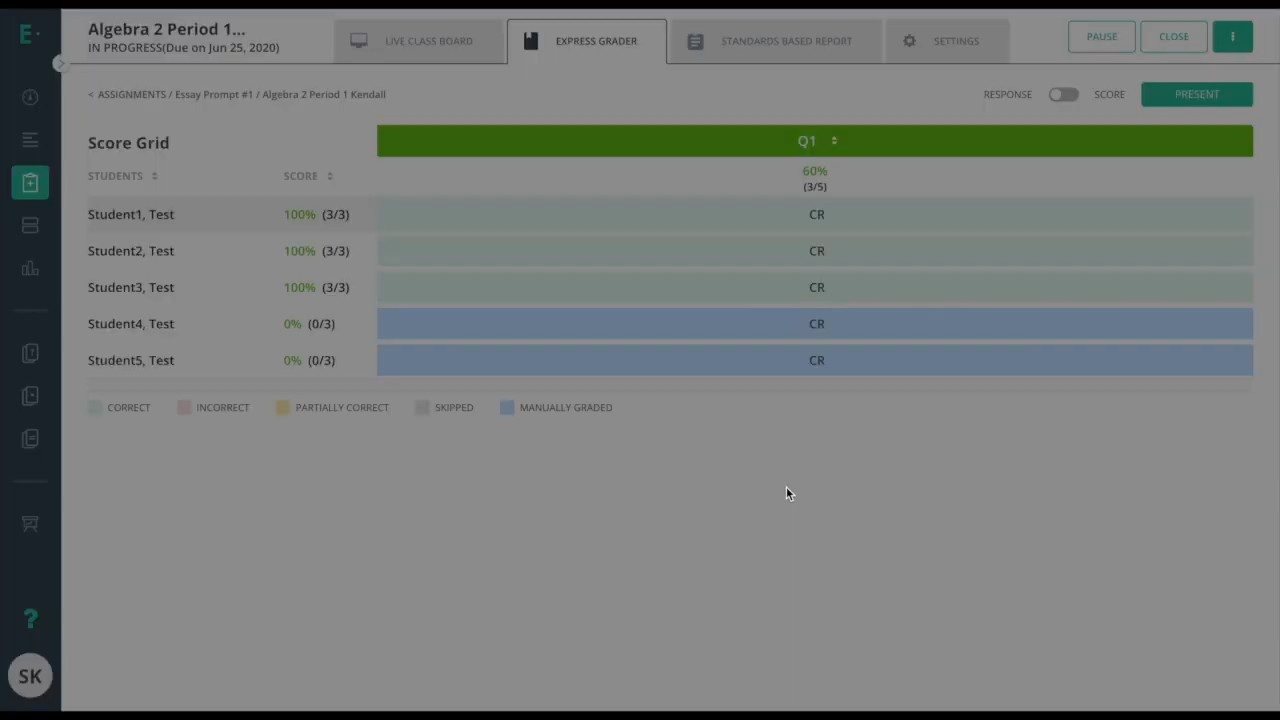 E·
Algebra 2 Period 1...
IN PROGRESS(Due on Jun 25, 2020)
LIVE CLASS BOARD
EXPRESS GRADER
STANDARDS BASED REPORT
SETTINGS
PAUSE
CLOSE
< ASSIGNMENTS / Essay Prompt #1 / Algebra 2 Period 1 Kendall
RESPONSE SCORE
PRESENT
Score Grid
Q1
STUDENTS SCORE
60%
(3/5)
Student1, Test 100% (3/3) CR
Student2, Test 100% (3/3) CR
Student3, Test 100% (3/3) CR
Student4, Test 0% (0/3) CR
Student5, Test 0% (0/3) CR
CORRECT INCORRECT PARTIALLY CORRECT SKIPPED MANUALLY GRADED
?
SK